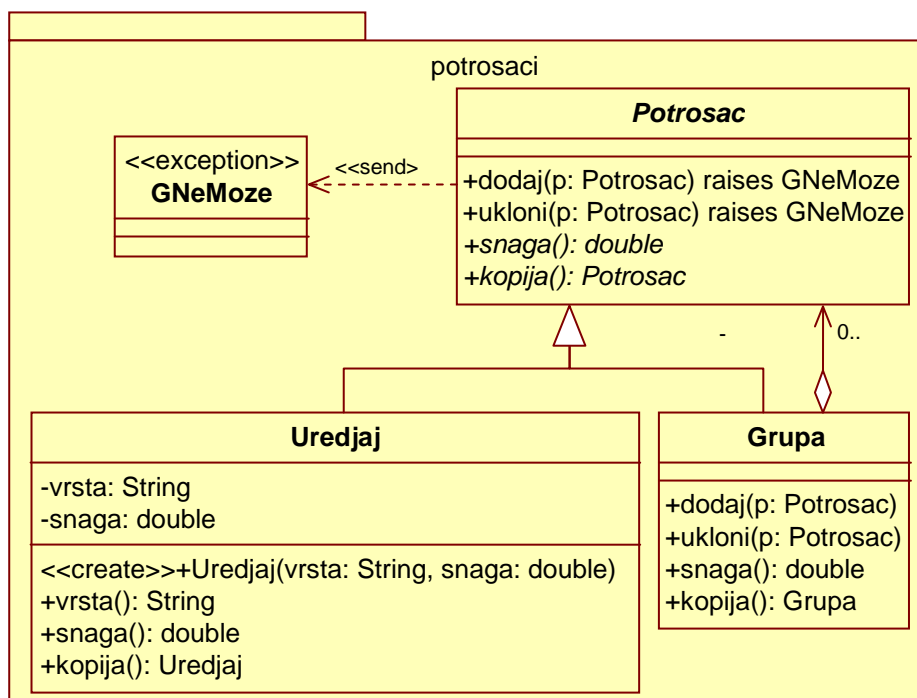 potrosaci
Potrosac
+dodaj(p: Potrosac) raises GNeMoze
+ukloni(p: Potrosac) raises GNeMoze
+snaga(): double
+kopija(): Potrosac
<<exception>>
GNeMoze
<<send>
-
0..
Uredjaj
-vrsta: String
-snaga: double
<<create>>+Uredjaj(vrsta: String, snaga: double)
+vrsta(): String
+snaga(): double
+kopija(): Uredjaj
Grupa
+dodaj(p: Potrosac)
+ukloni(p: Potrosac)
+snaga(): double
+kopija(): Grupa